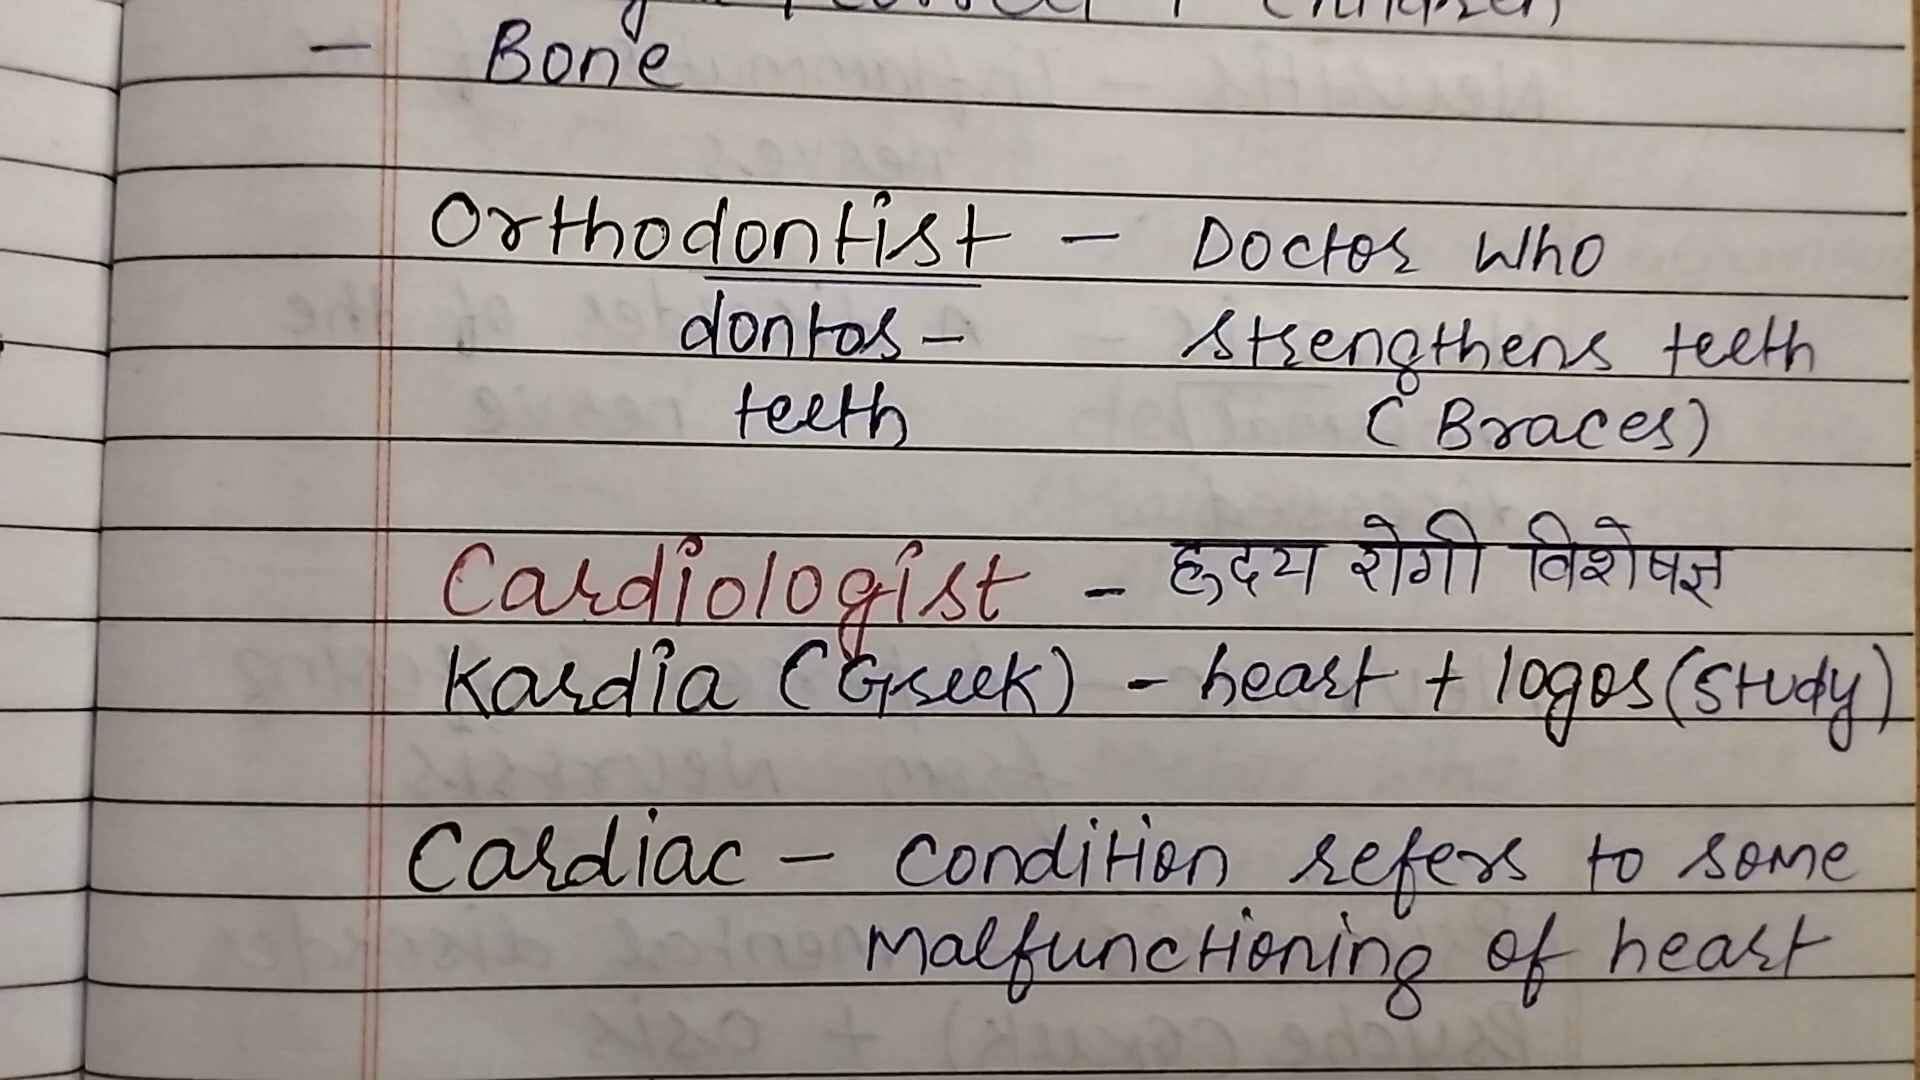 - Bone
Orthodontist - Doctor who
dontos - strengthens teeth
teeth (Braces)
Cardiologist - हृदय रोगी विशेषज्ञ
Kardia (Greek) - heart + logos (study)
Cardiac - condition refers to some
malfunctioning of heart